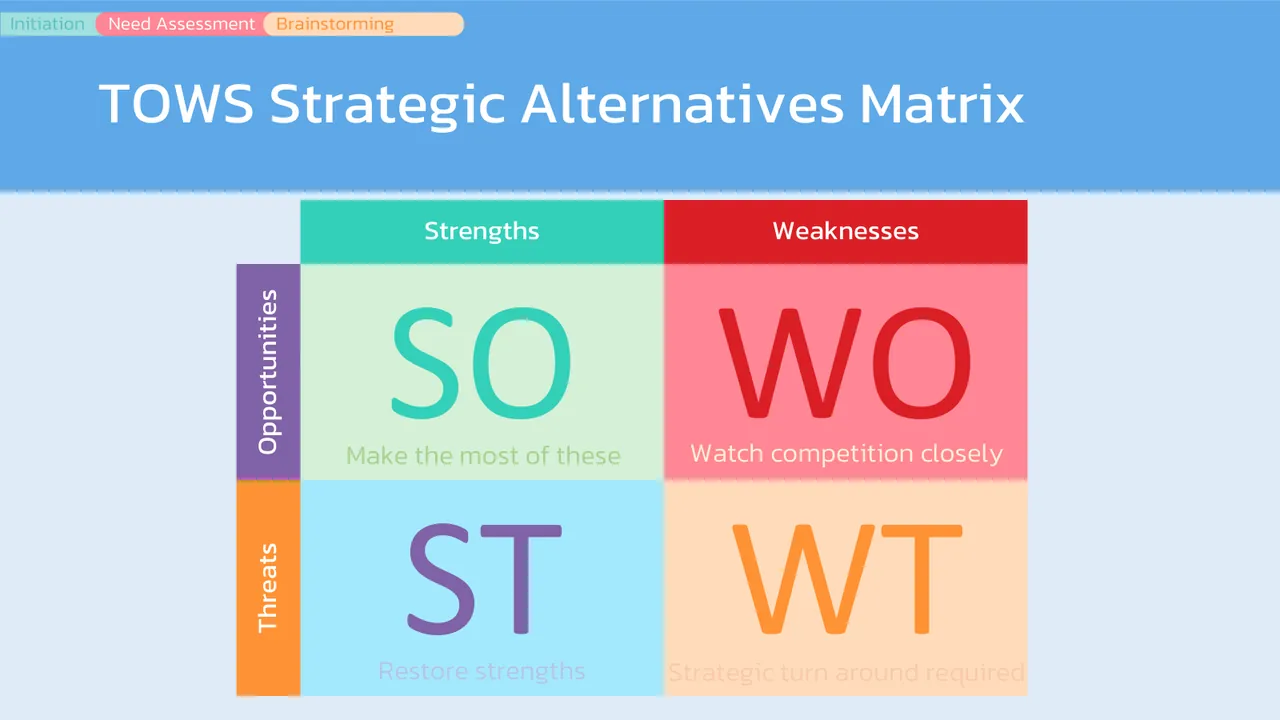 Initiation Need Assessment Brainstorming
TOWS Strategic Alternatives Matrix
Strengths Weaknesses
Opportunities
SO WO
Make the most of these Watch competition closely
Threats
ST WT
Restore strengths Strategic turn around required